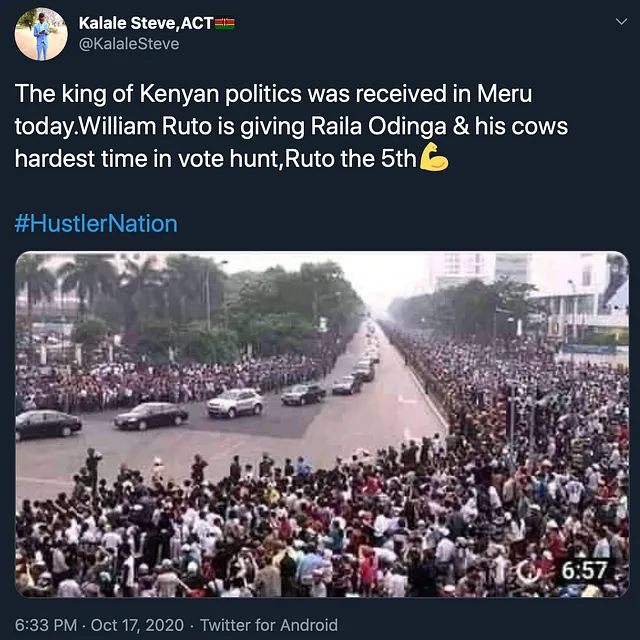 Kalale Steve,ACT🇰🇪
@KalaleSteve
The king of Kenyan politics was received in Meru
today.William Ruto is giving Raila Odinga & his cows
hardest time in vote hunt,Ruto the 5th💪
#HustlerNation
6:57
6:33 PM · Oct 17, 2020 · Twitter for Android